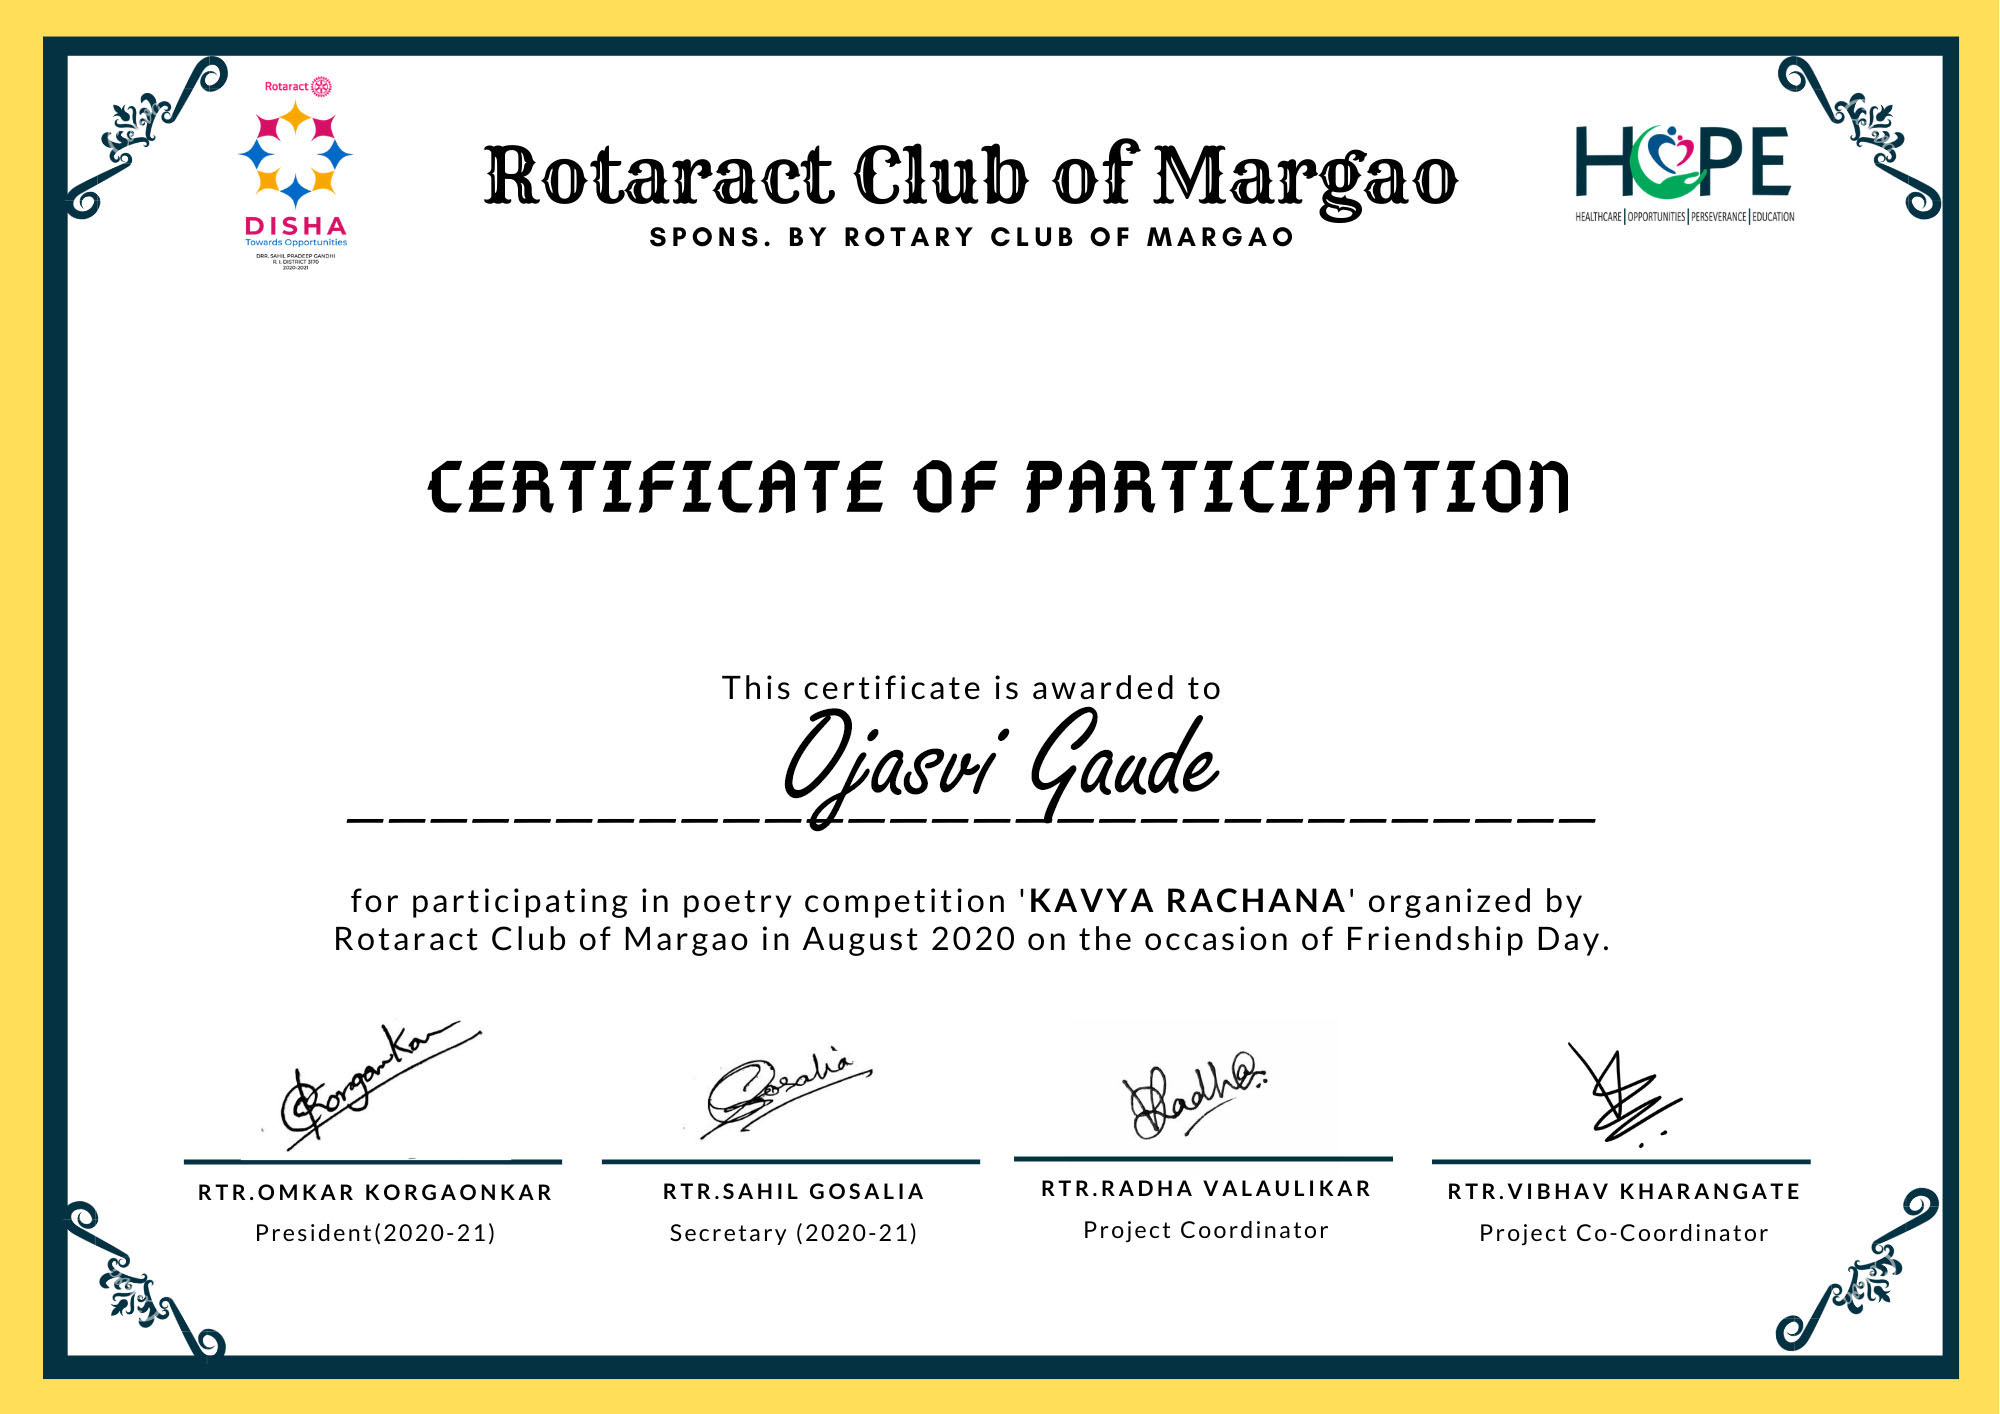 Rotaract
DISHA
Towards Opportunities
DRR. SAHIL PRADEEP GANDHI
R. I. DISTRICT 3170
2020-2021
Rotaract Club of Margao
SPONS. BY ROTARY CLUB OF MARGAO
HOPE
HEALTHCARE | OPPORTUNITIES | PERSEVERANCE | EDUCATION
CERTIFICATE OF PARTICIPATION
This certificate is awarded to
Ojasvi Gaude
for participating in poetry competition 'KAVYA RACHANA' organized by
Rotaract Club of Margao in August 2020 on the occasion of Friendship Day.
Korgankar
Gosalia
Radha
RTR.OMKAR KORGAONKAR
President(2020-21)
RTR.SAHIL GOSALIA
Secretary (2020-21)
RTR.RADHA VALAULIKAR
Project Coordinator
RTR.VIBHAV KHARANGATE
Project Co-Coordinator